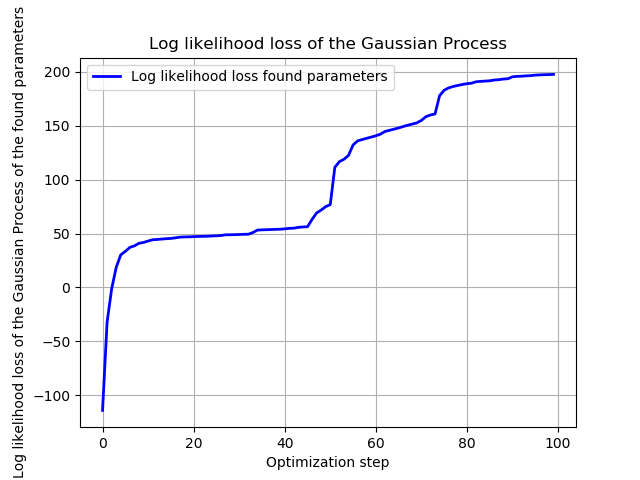 Log likelihood loss of the Gaussian Process
Log likelihood loss found parameters
Log likelihood loss of the Gaussian Process of the found parameters
200
150
100
50
0
−50
−100
0 20 40 60 80 100
Optimization step